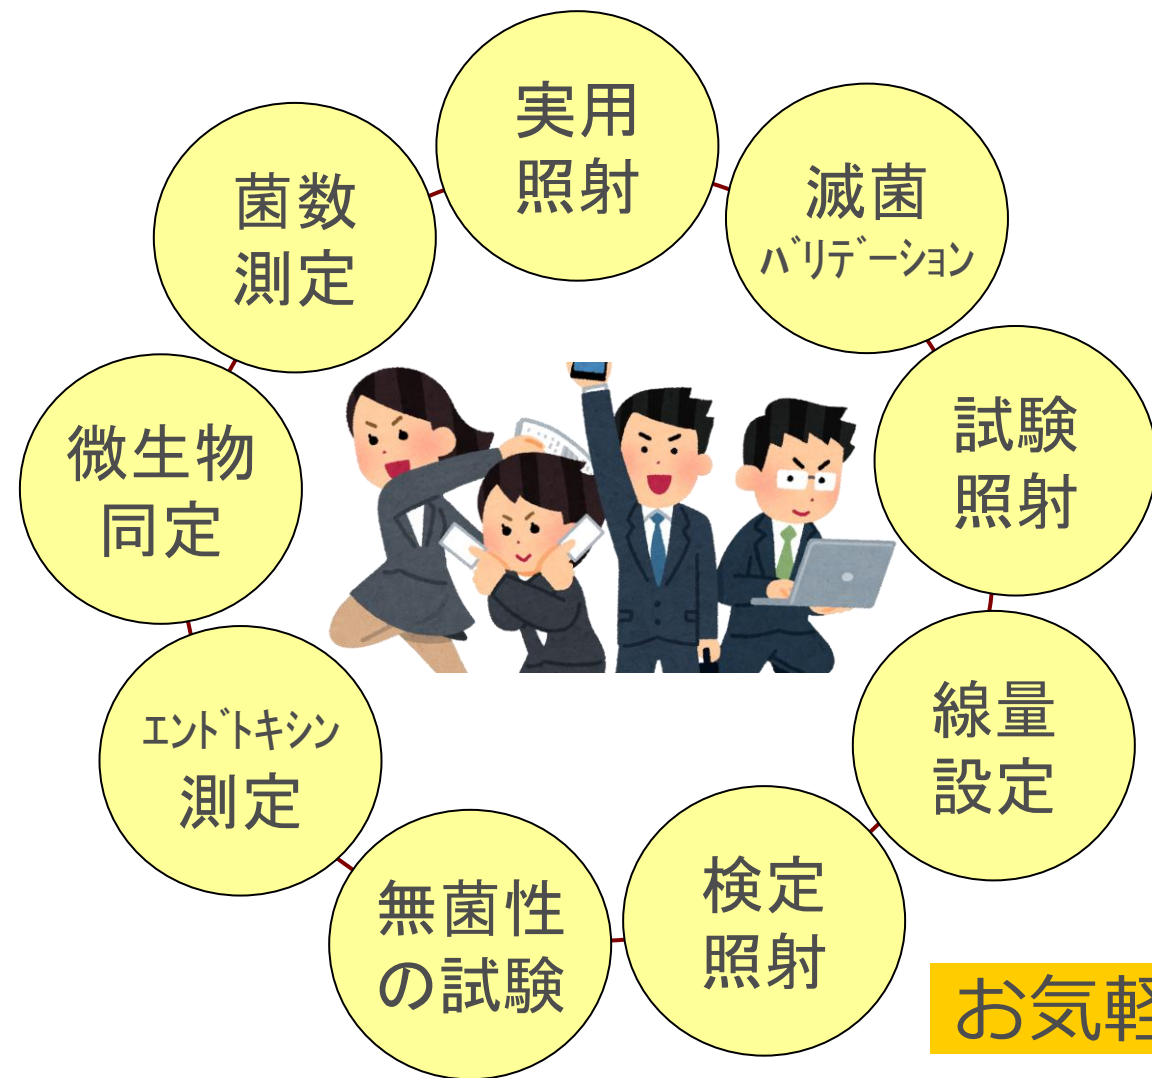 実用
照射
滅菌
ﾊﾞﾘﾃﾞｰｼｮﾝ
試験
照射
線量
設定
検定
照射
無菌性
の試験
ｴﾝﾄﾞﾄｷｼﾝ
測定
微生物
同定
菌数
測定
お気軽